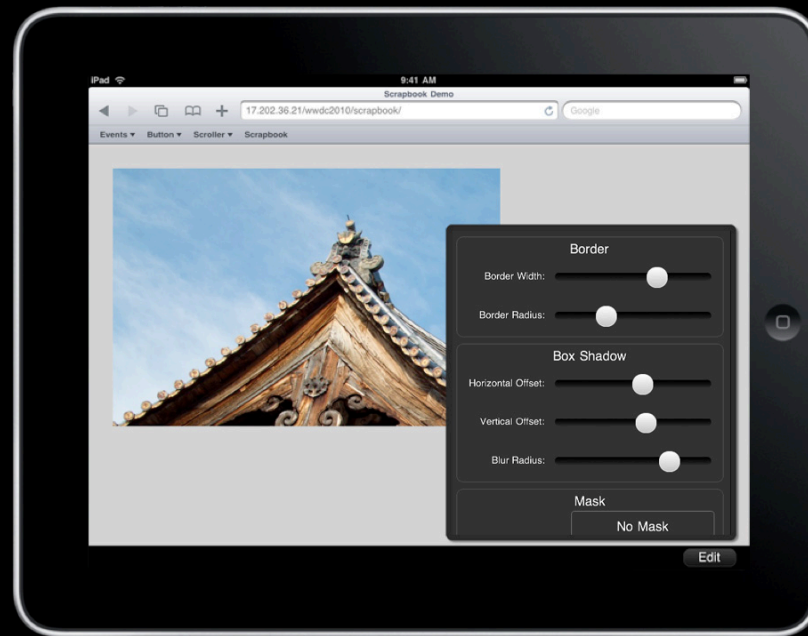 iPad
9:41 AM
Scrapbook Demo
17.202.36.21/wwdc2010/scrapbook/
Google
Events ▾ Button ▾ Scroller ▾ Scrapbook
Border
Border Width:
Border Radius:
Box Shadow
Horizontal Offset:
Vertical Offset:
Blur Radius:
Mask
No Mask
Edit